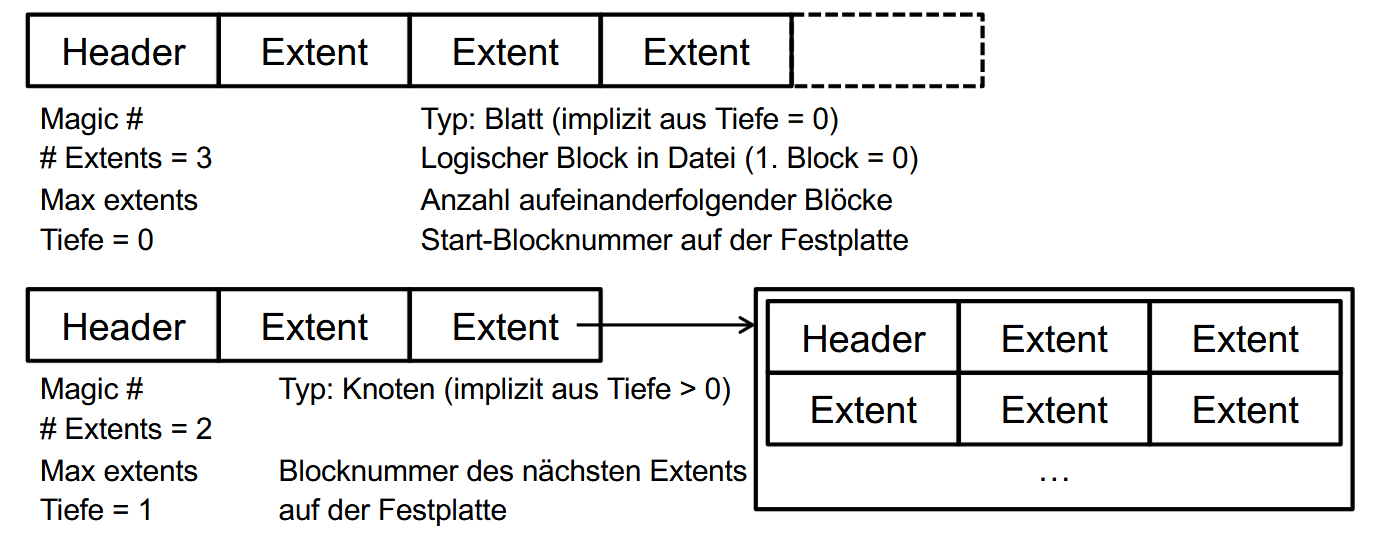 Header Extent Extent Extent
Magic # Typ: Blatt (implizit aus Tiefe = 0)
# Extents = 3 Logischer Block in Datei (1. Block = 0)
Max extents Anzahl aufeinanderfolgender Blöcke
Tiefe = 0 Start-Blocknummer auf der Festplatte
Header Extent Extent
Magic # Typ: Knoten (implizit aus Tiefe > 0)
# Extents = 2
Max extents Blocknummer des nächsten Extents
Tiefe = 1 auf der Festplatte
Header Extent Extent
Extent Extent Extent
…